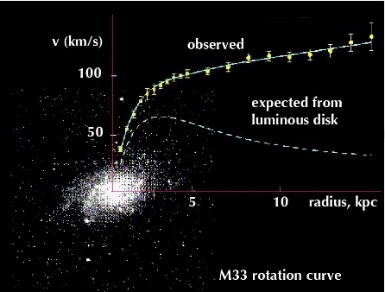 v (km/s)
observed
100
expected from
luminous disk
50
5
10
radius, kpc
M33 rotation curve